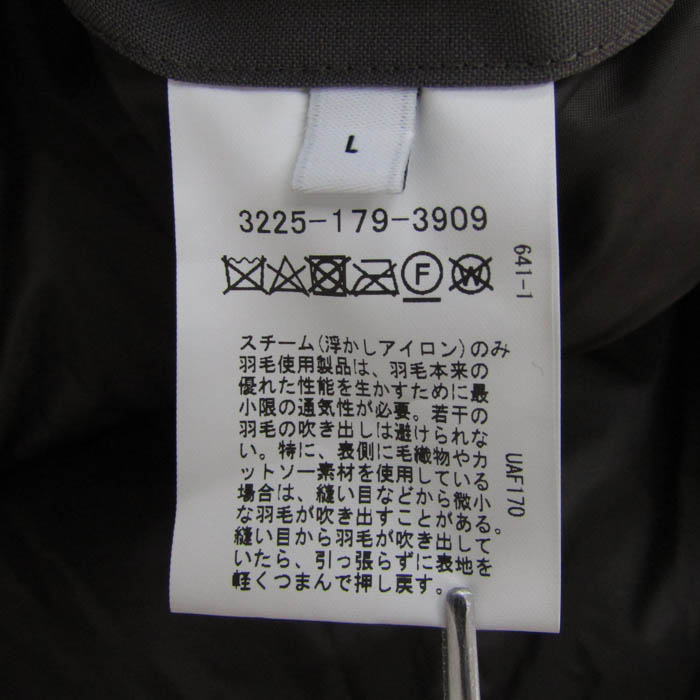 L
3225-179-3909
F W
641-1
スチーム(浮かしアイロン)のみ
羽毛使用製品は、羽毛本来の
優れた性能を生かすために最
小限の通気性が必要。若干の
羽毛の吹き出しは避けられな
い。特に、表側に毛織物やカ
ットソー素材を使用している
場合は、縫い目などから微小
な羽毛が吹き出すことがある。
縫い目から羽毛が吹き出して
いたら、引っ張らずに表地を
軽くつまんで押し戻す。
UAF170